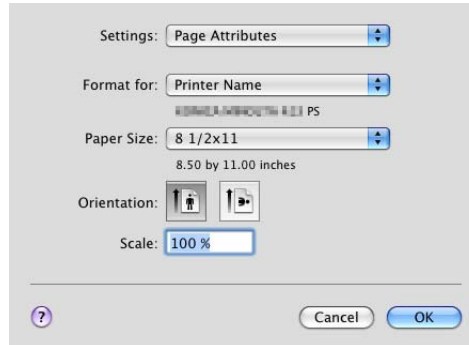 Settings: Page Attributes
Format for: Printer Name
PS
Paper Size: 8 1/2x11
8.50 by 11.00 inches
Orientation:
Scale: 100 %
? Cancel OK